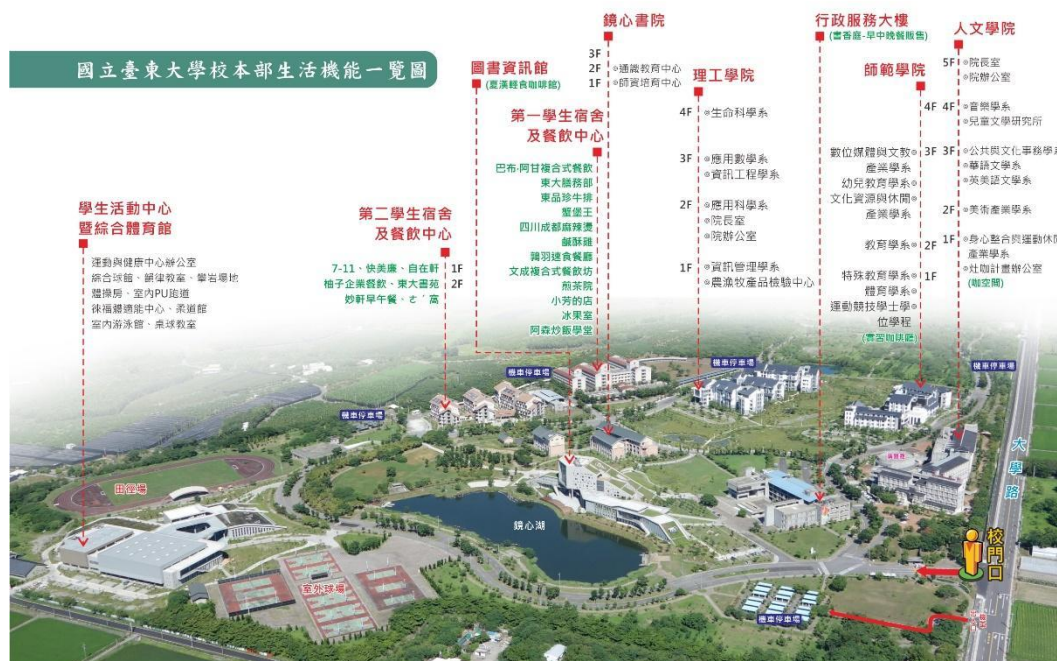 國立臺東大學校本部生活機能一覽圖
學生活動中心
暨綜合體育館
運動與健康中心辦公室
綜合球館、韻律教室、攀岩場地
體操房、室內PU跑道
徠福體適能中心、柔道館
室內游泳館、桌球教室
第二學生宿舍
及餐飲中心
7-11、快美廉、自在軒 1F
柚子企業餐飲、東大書苑 2F
妙軒早午餐、ㄜˊ富
圖書資訊館
(夏漢輕食咖啡館)
第一學生宿舍
及餐飲中心
巴布‧阿甘複合式餐飲
東大膳務部
東品珍牛排
蟹堡王
四川成都麻辣燙
鹹酥雞
韓羽速食餐廳
文成複合式餐飲坊
煎茶院
小芳的店
冰果室
阿森炒飯學堂
鏡心書院
3F
2F ◎通識教育中心
1F ◎師資培育中心
理工學院
4F ◎生命科學系
3F ◎應用數學系
◎資訊工程學系
2F ◎應用科學系
◎院長室
◎院辦公室
1F ◎資訊管理學系
◎農漁牧產品檢驗中心
行政服務大樓
(書香庭-早中晚餐販售)
師範學院
4F
數位媒體與文教◎ 3F
產業學系
幼兒教育學系◎
文化資源與休閒◎
產業學系
教育學系◎ 2F
特殊教育學系◎ 1F
體育學系◎
運動競技學士學◎
位學程
(書習咖啡廳)
人文學院
5F ◎院長室
◎院辦公室
4F ◎音樂學系
◎兒童文學研究所
3F ◎公共與文化事務學系
◎華語文學系
◎英美語文學系
2F ◎美術產業學系
1F ◎身心整合與運動休閒
產業學系
◎灶咖計畫辦公室
(咖空間)
機車停車場
機車停車場
機車停車場
機車停車場
田徑場
鏡心湖
室外球場
大學路
校門口
機車停車場